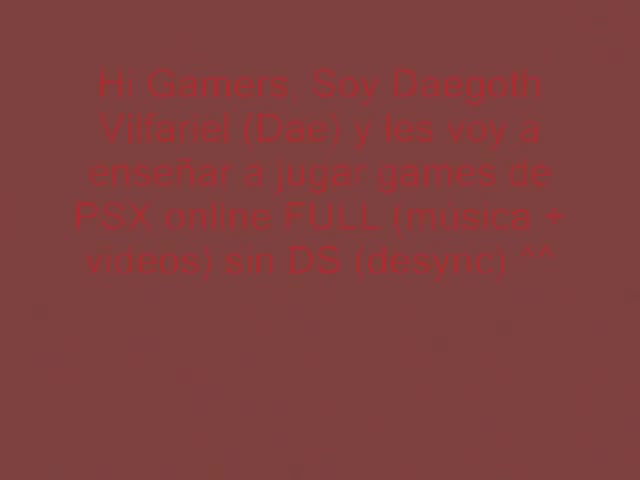 Hi Gamers. Soy Daegoth
Vilfariel (Dae) y les voy a
enseñar a jugar games de
PSX online FULL (musica +
videos) sin DS (desync) ^^